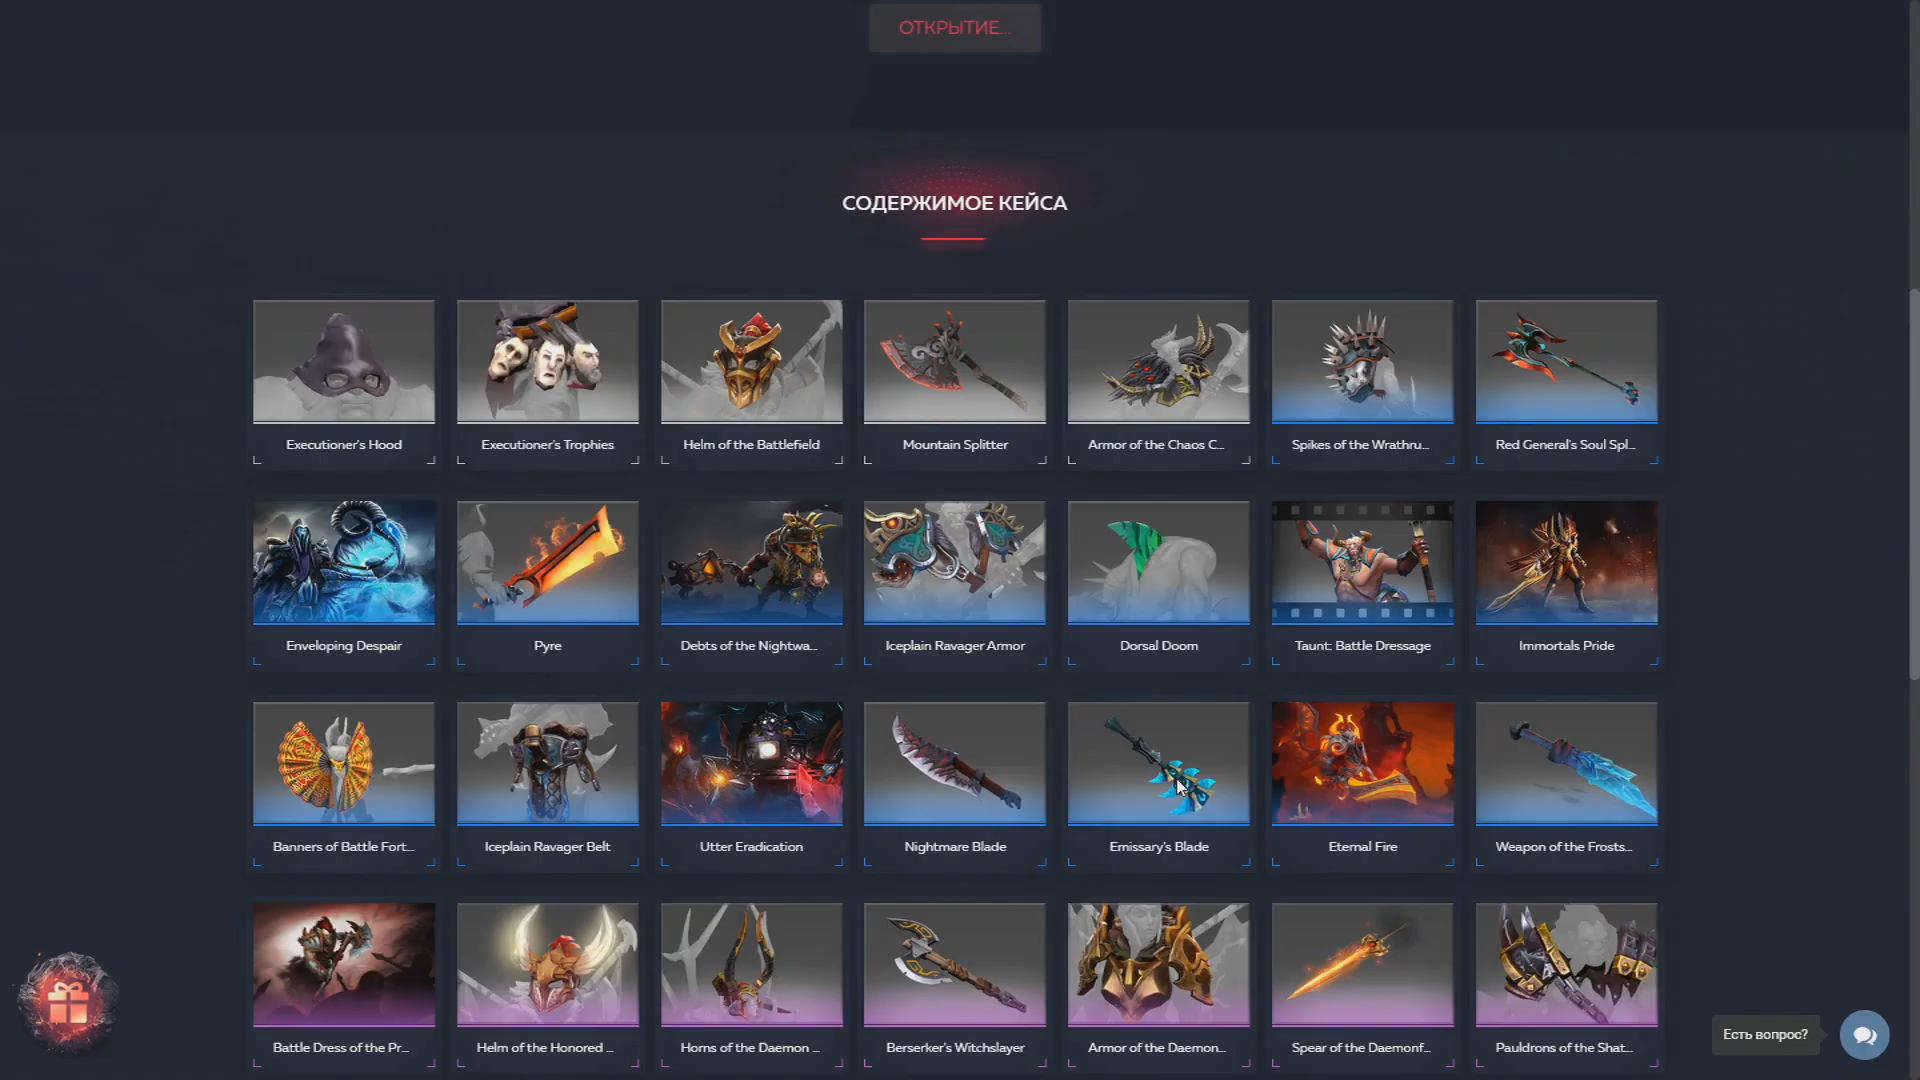 ОТКРЫТИЕ...
СОДЕРЖИМОЕ КЕЙСА
Executioner's Hood
Executioner's Trophies
Helm of the Battlefield
Mountain Splitter
Armor of the Chaos C...
Spikes of the Wrathru...
Red General's Soul Spl...
Enveloping Despair
Pyre
Debts of the Nightwa...
Iceplain Ravager Armor
Dorsal Doom
Taunt: Battle Dressage
Immortals Pride
Banners of Battle Fort...
Iceplain Ravager Belt
Utter Eradication
Nightmare Blade
Emissary's Blade
Eternal Fire
Weapon of the Frosts...
Battle Dress of the Pr...
Helm of the Honored ...
Horns of the Daemon ...
Berserker's Witchslayer
Armor of the Daemon...
Spear of the Daemonf...
Pauldrons of the Shat...
Есть вопрос?